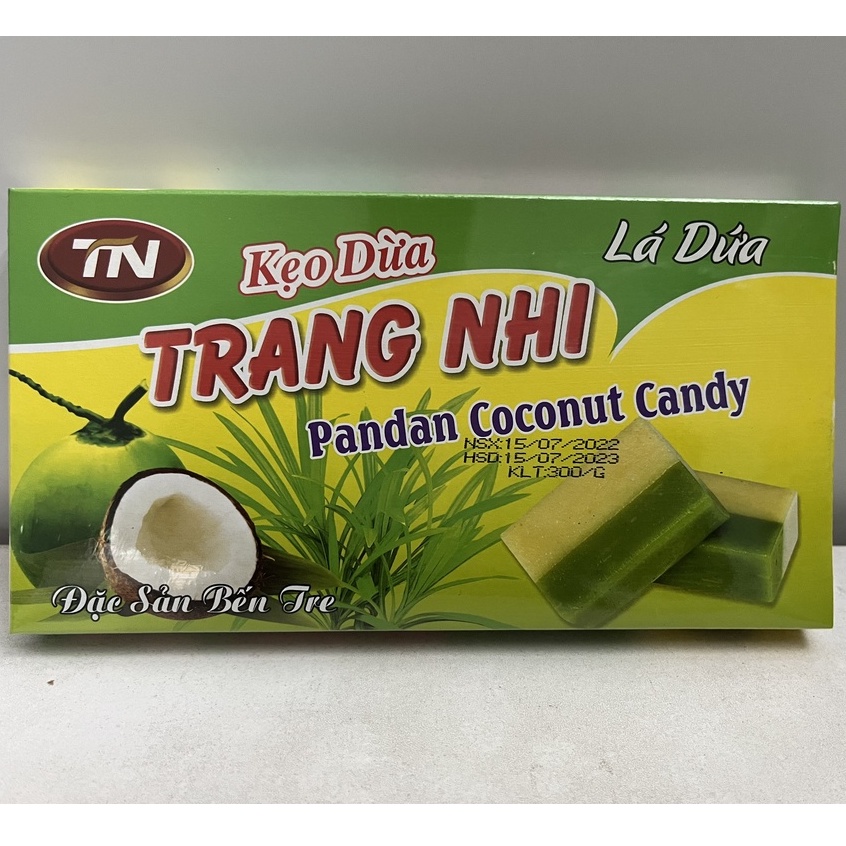 TN
Kẹo Dừa
Lá Dứa
TRANG NHI
Pandan Coconut Candy
NSX:15/07/2022
HSD:15/07/2023
KLT:300/G
Đặc Sản Bến Tre